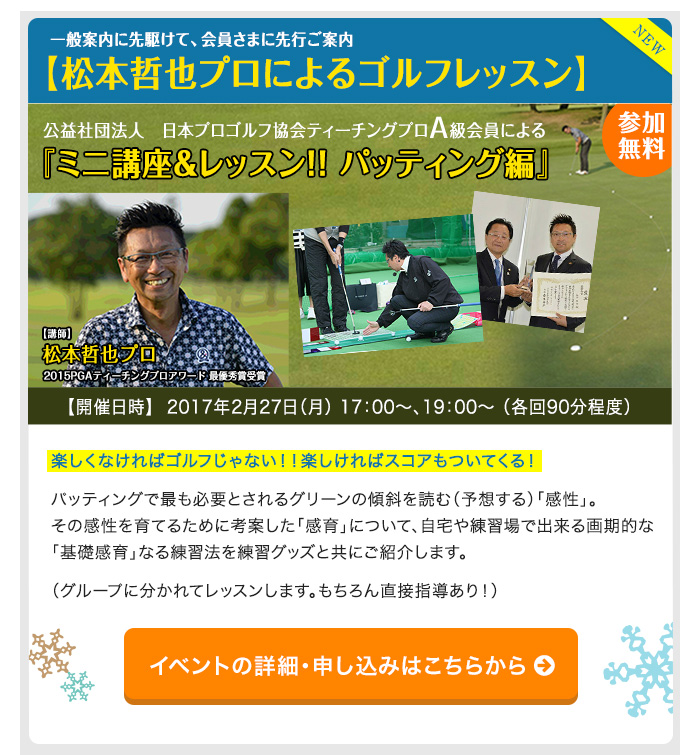 一般案内に先駆けて、会員さまに先行ご案内
NEW
【松本哲也プロによるゴルフレッスン】
公益社団法人　日本プロゴルフ協会ティーチングプロA級会員による
参加
無料
『ミニ講座&レッスン!! パッティング編』
【講師】
松本哲也プロ
2015PGAティーチングプロアワード 最優秀賞受賞
【開催日時】 2017年2月27日(月) 17:00〜、19:00〜 (各回90分程度)
楽しくなければゴルフじゃない!!楽しければスコアもついてくる!
パッティングで最も必要とされるグリーンの傾斜を読む(予想する)「感性」。
その感性を育てるために考案した「感育」について、自宅や練習場で出来る画期的な
「基礎感育」なる練習法を練習グッズと共にご紹介します。
(グループに分かれてレッスンします。もちろん直接指導あり!)
イベントの詳細・申し込みはこちらから